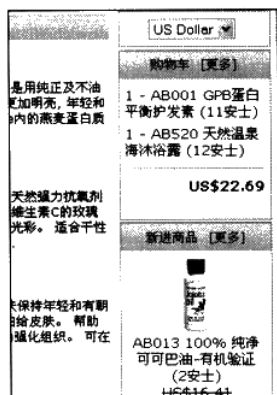 US Dollar
是用纯正及不油
更加明亮, 年轻和
内的燕麦蛋白质
天然强力抗氧剂
维生素C的玫瑰
光彩。 适合干性
保持年轻和有朝
给皮肤。 帮助
强化组织。 可在
购物车 [更多]
1 - AB001 GPB蛋白
平衡护发素 (11安士)
1 - AB520 天然温泉
海沐浴露 (12安士)
US$22.69
新进商品 [更多]
AB013 100% 纯净
可可巴油-有机验证
(2安士)
US$16.41